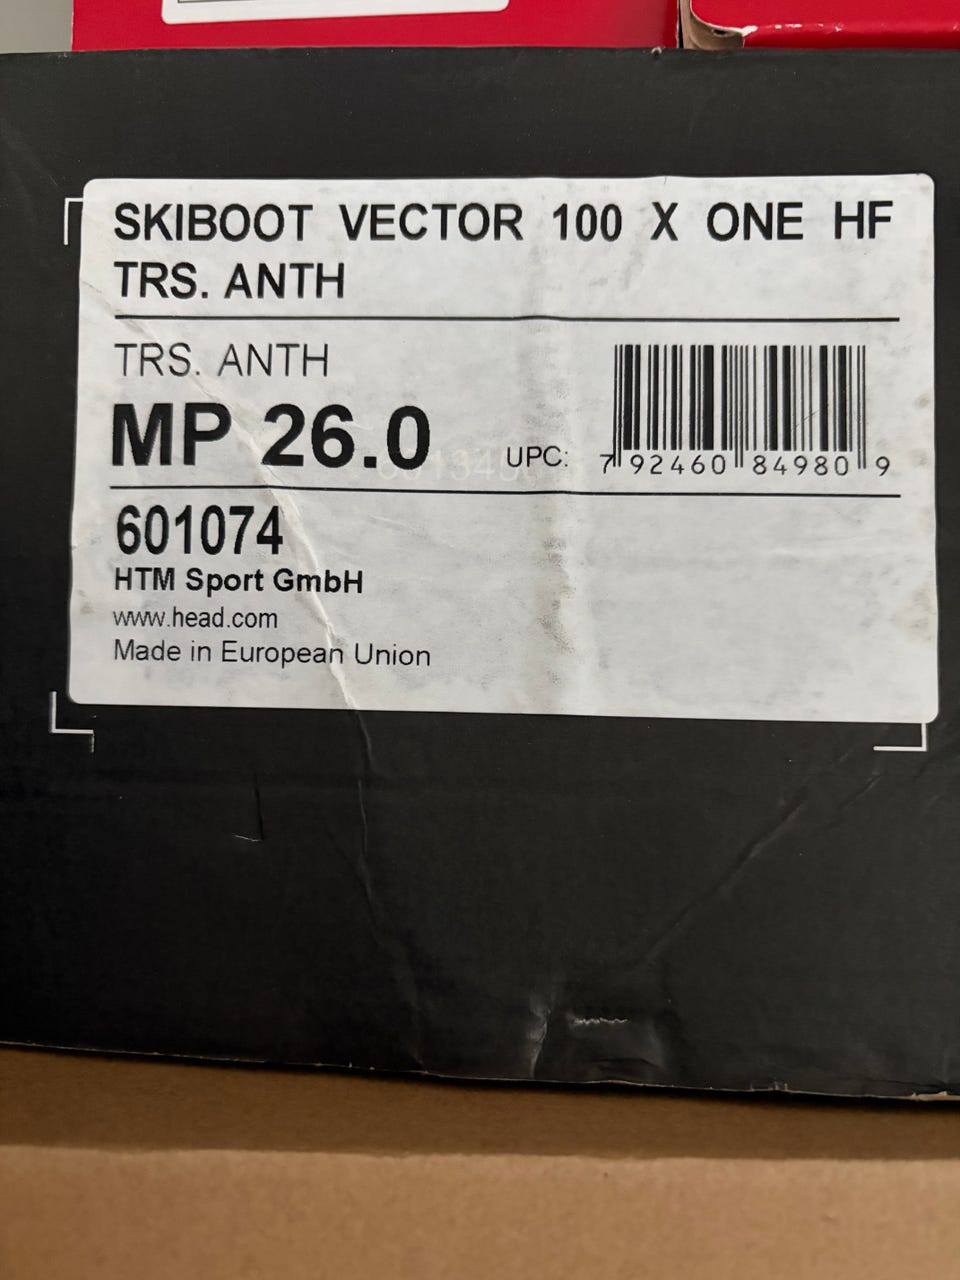 SKIBOOT VECTOR 100 X ONE HF
TRS. ANTH
TRS. ANTH
MP 26.0
UPC: 7 92460 84980 9
601074
HTM Sport GmbH
www.head.com
Made in European Union